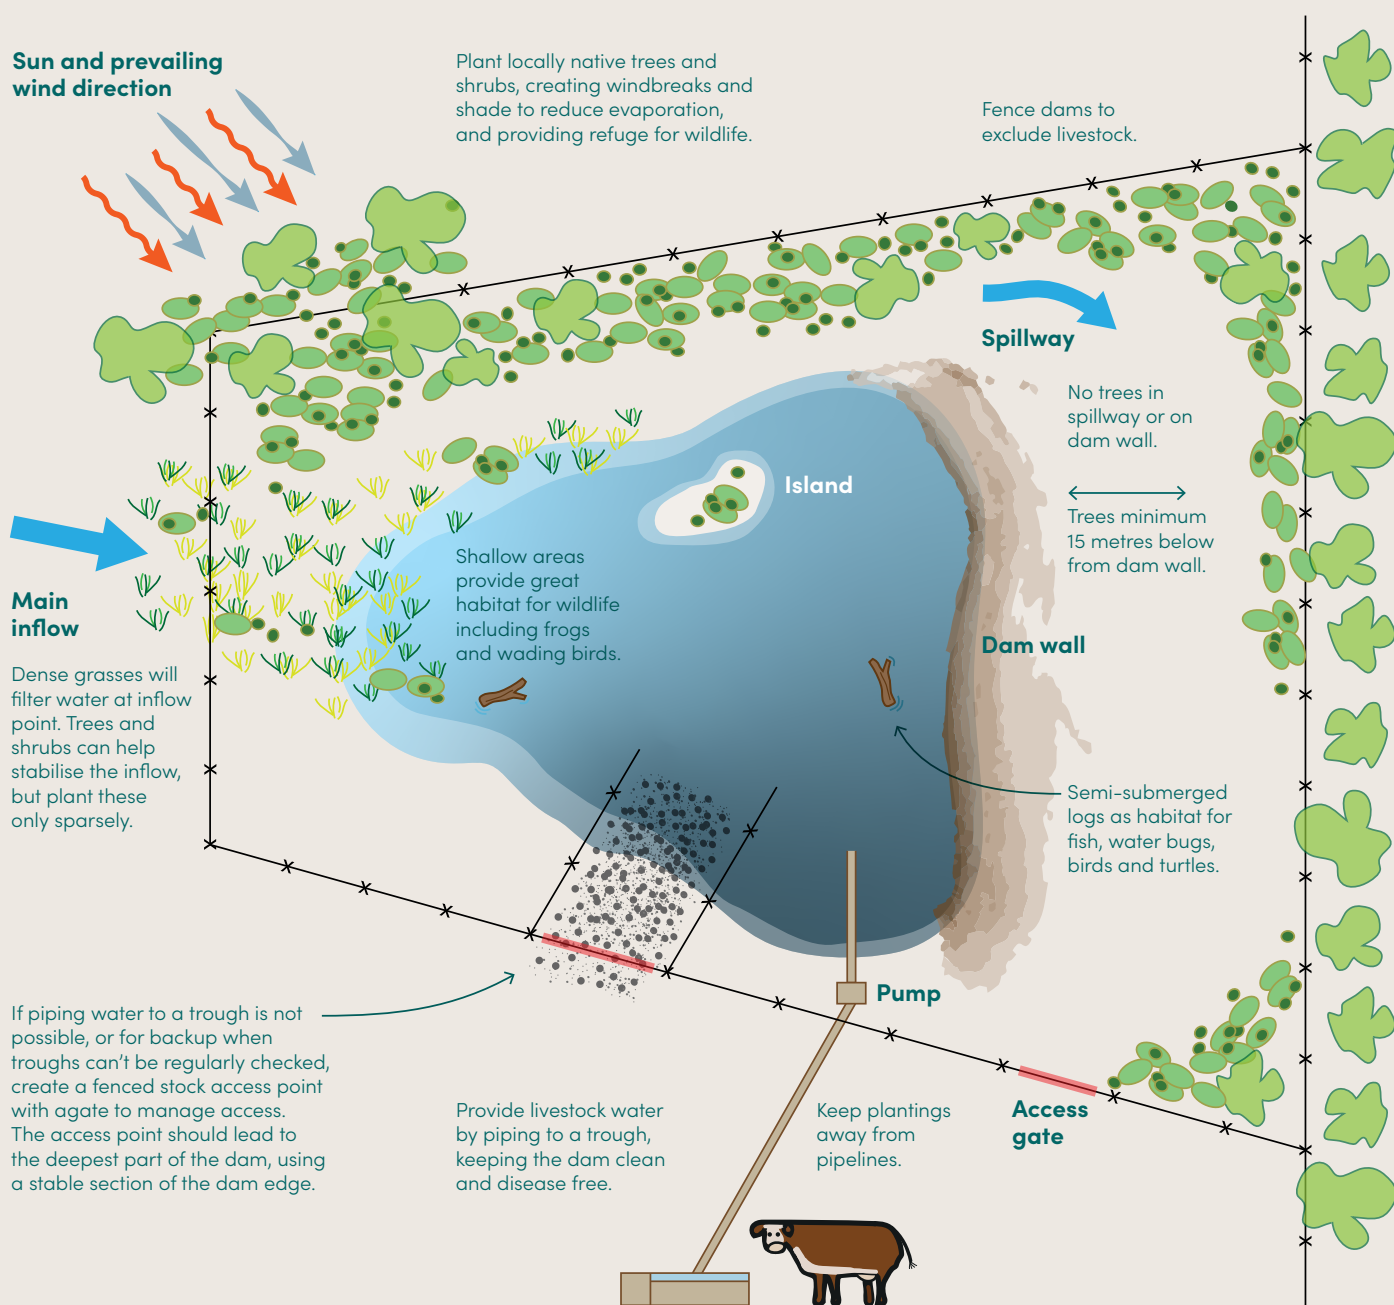 Sun and prevailing
wind direction
Plant locally native trees and
shrubs, creating windbreaks and
shade to reduce evaporation,
and providing refuge for wildlife.
Fence dams to
exclude livestock.
Spillway
No trees in
spillway or on
dam wall.
Island
Trees minimum
15 metres below
from dam wall.
Shallow areas
provide great
habitat for wildlife
including frogs
and wading birds.
Main
inflow
Dense grasses will
filter water at inflow
point. Trees and
shrubs can help
stabilise the inflow,
but plant these
only sparsely.
Dam wall
Semi-submerged
logs as habitat for
fish, water bugs,
birds and turtles.
Pump
If piping water to a trough is not
possible, or for backup when
troughs can't be regularly checked,
create a fenced stock access point
with agate to manage access.
The access point should lead to
the deepest part of the dam, using
a stable section of the dam edge.
Provide livestock water
by piping to a trough,
keeping the dam clean
and disease free.
Keep plantings
away from
pipelines.
Access
gate